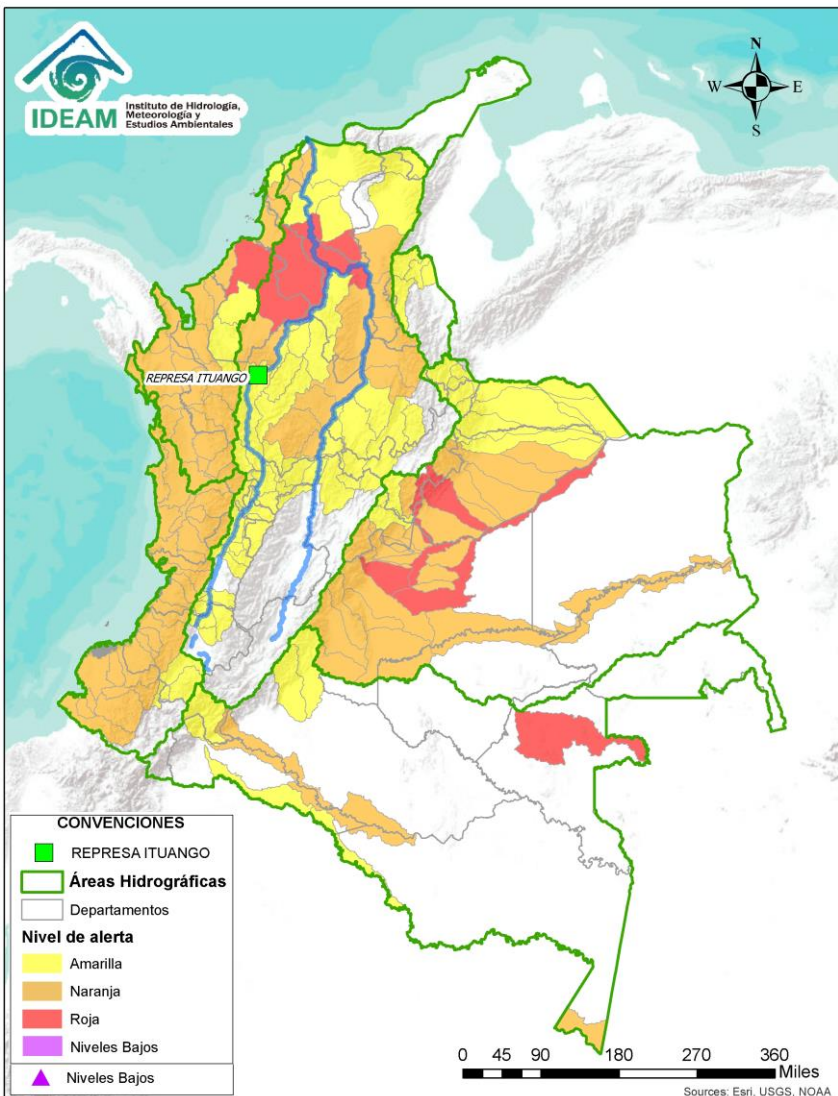 IDEAM
Instituto de Hidrología,
Meteorología y
Estudios Ambientales
N
W
E
S
REPRESA ITUANGO
CONVENCIONES
REPRESA ITUANGO
Áreas Hidrográficas
Departamentos
Nivel de alerta
Amarilla
Naranja
Roja
Niveles Bajos
Niveles Bajos
0 45 90 180 270 360
Miles
Sources: Esri, USGS, NOAA